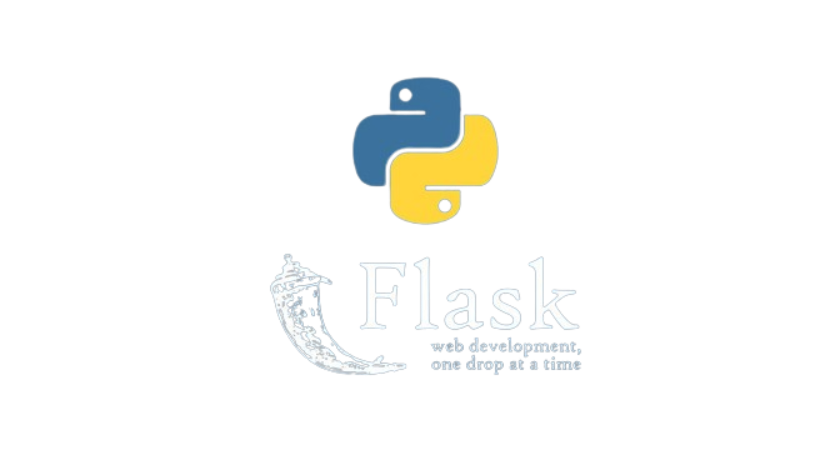 Flask
web development,
one drop at a time